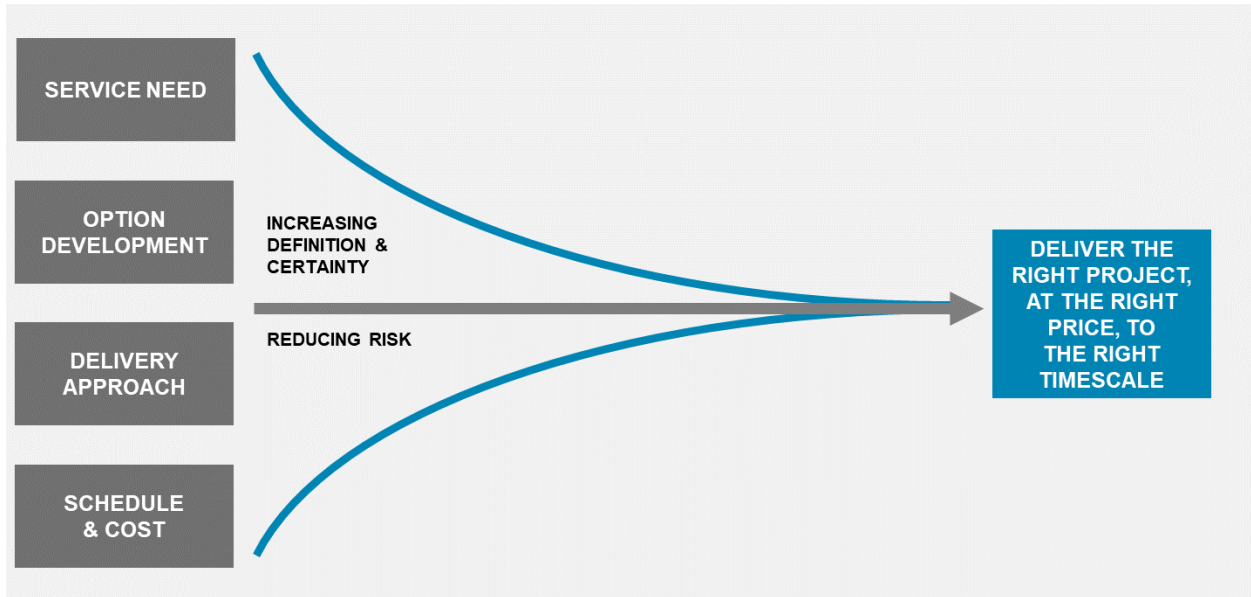 SERVICE NEED
OPTION
DEVELOPMENT
DELIVERY
APPROACH
SCHEDULE
& COST
INCREASING
DEFINITION &
CERTAINTY
REDUCING RISK
DELIVER THE
RIGHT PROJECT,
AT THE RIGHT
PRICE, TO
THE RIGHT
TIMESCALE